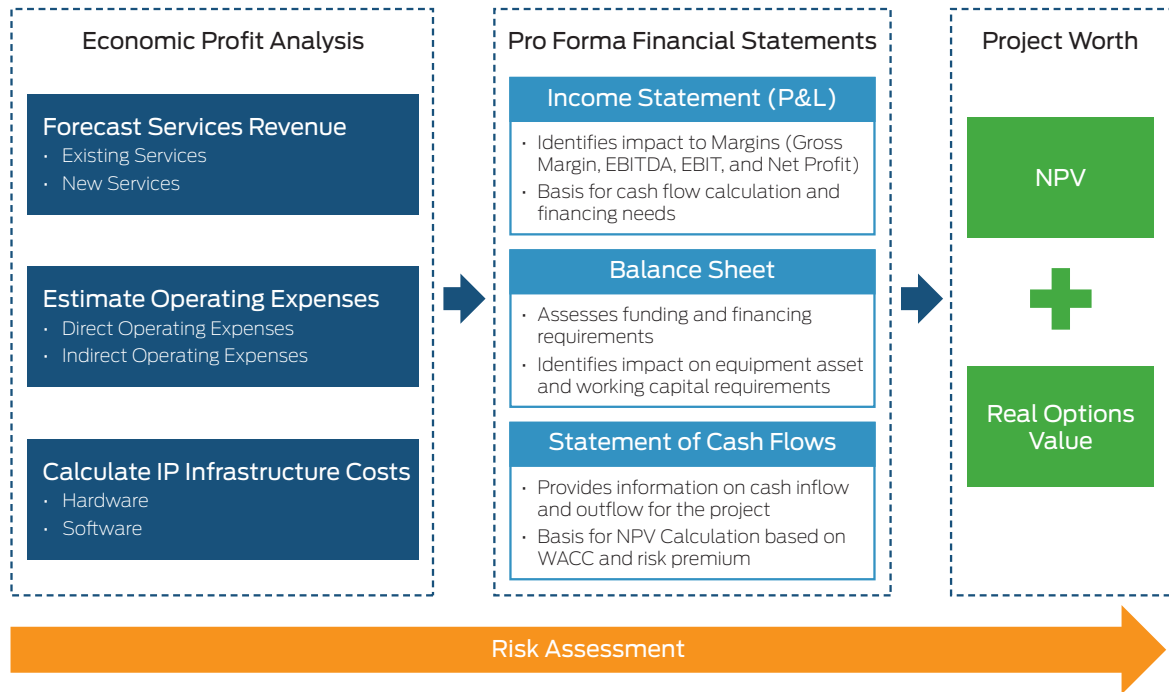 Economic Profit Analysis
Forecast Services Revenue
· Existing Services
· New Services
Estimate Operating Expenses
· Direct Operating Expenses
· Indirect Operating Expenses
Calculate IP Infrastructure Costs
· Hardware
· Software
Pro Forma Financial Statements
Income Statement (P&L)
· Identifies impact to Margins (Gross
Margin, EBITDA, EBIT, and Net Profit)
· Basis for cash flow calculation and
financing needs
Balance Sheet
· Assesses funding and financing
requirements
· Identifies impact on equipment asset
and working capital requirements
Statement of Cash Flows
· Provides information on cash inflow
and outflow for the project
· Basis for NPV Calculation based on
WACC and risk premium
Project Worth
NPV
Real Options
Value
Risk Assessment